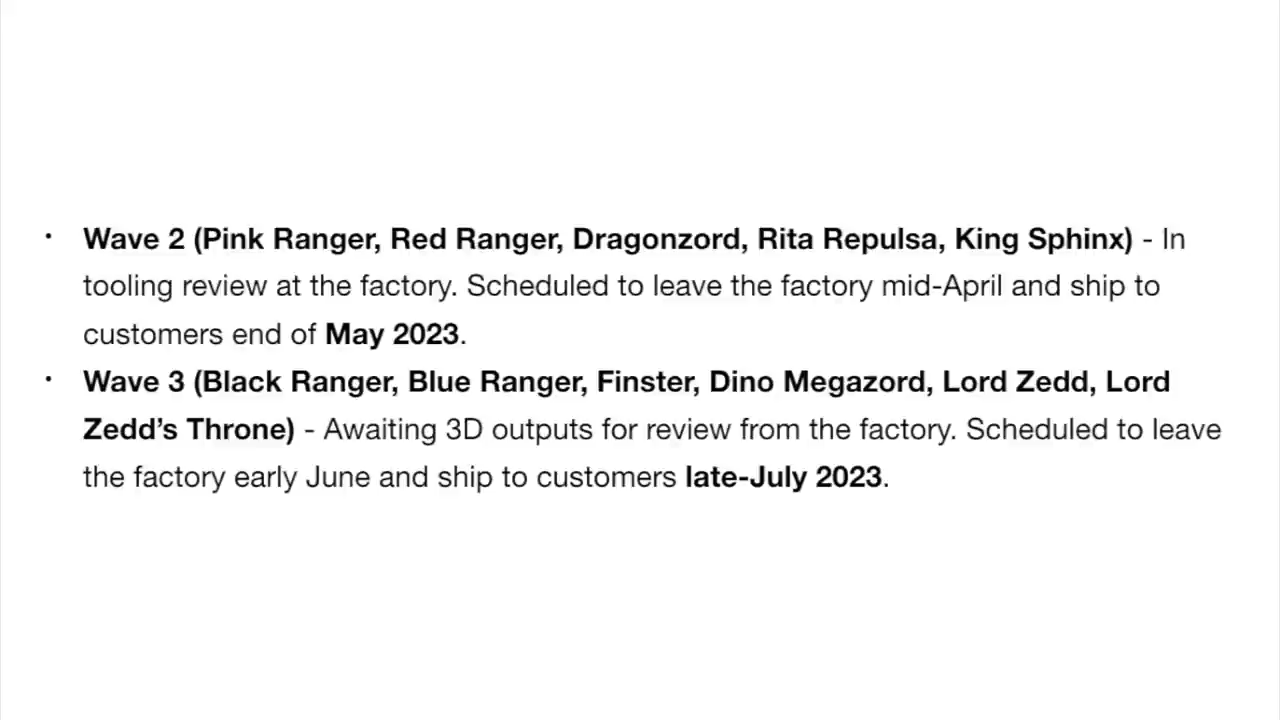 • Wave 2 (Pink Ranger, Red Ranger, Dragonzord, Rita Repulsa, King Sphinx) - In
tooling review at the factory. Scheduled to leave the factory mid-April and ship to
customers end of May 2023.
• Wave 3 (Black Ranger, Blue Ranger, Finster, Dino Megazord, Lord Zedd, Lord
Zedd’s Throne) - Awaiting 3D outputs for review from the factory. Scheduled to leave
the factory early June and ship to customers late-July 2023.